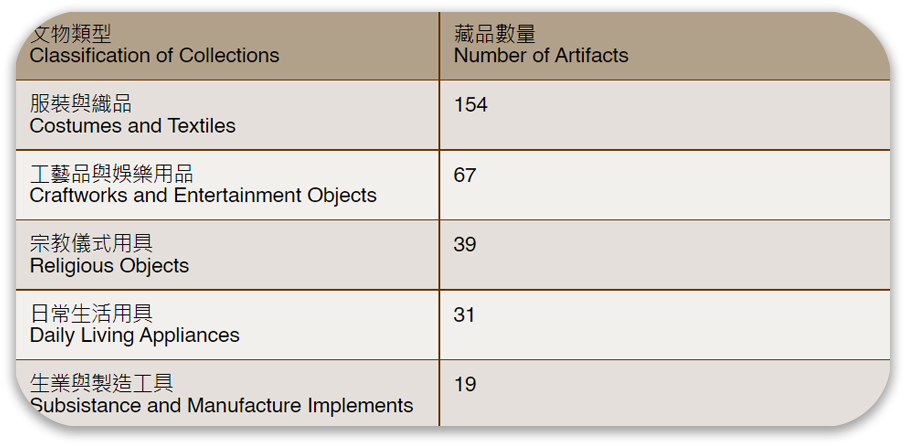 文物類型
Classification of Collections
藏品數量
Number of Artifacts
服裝與織品
Costumes and Textiles
154
工藝品與娛樂用品
Craftworks and Entertainment Objects
67
宗教儀式用具
Religious Objects
39
日常生活用具
Daily Living Appliances
31
生業與製造工具
Subsistance and Manufacture Implements
19